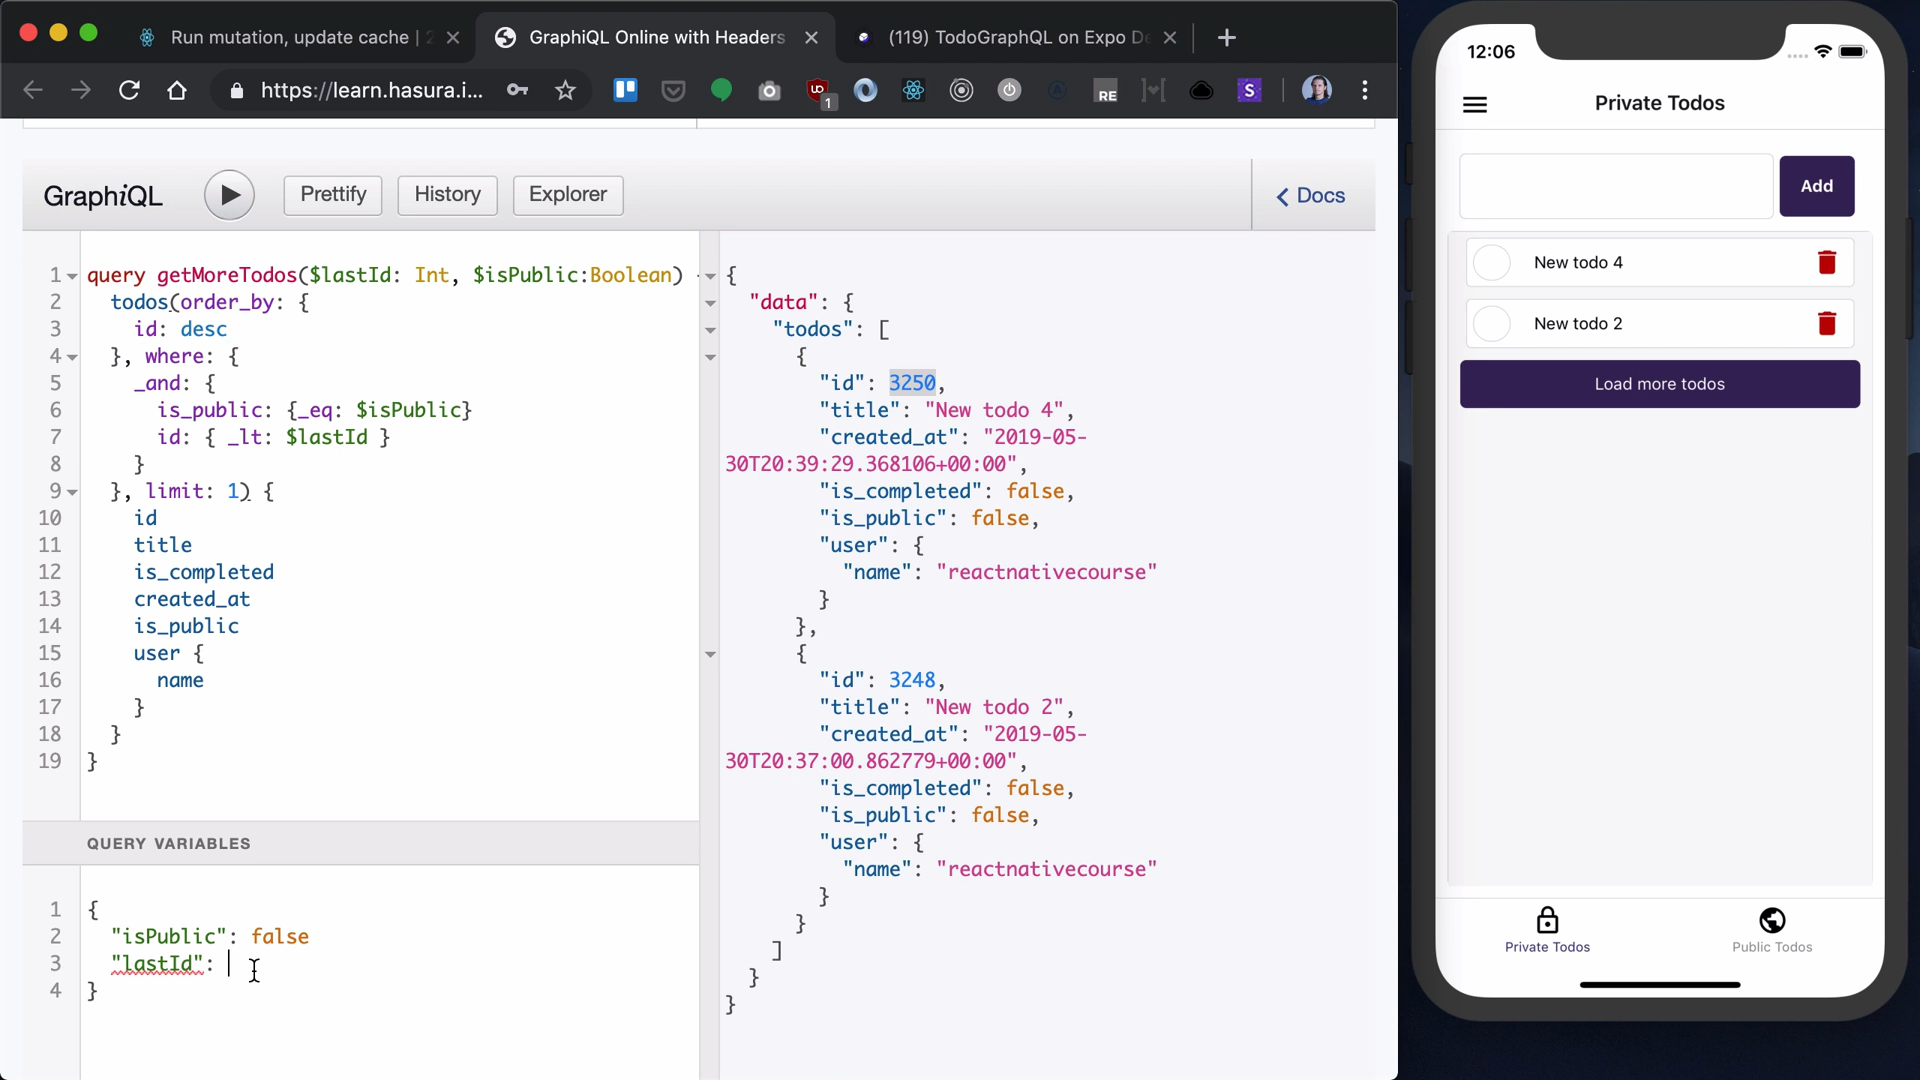 Run mutation, update cache | 2
GraphiQL Online with Headers
(119) TodoGraphQL on Expo De
https://learn.hasura.i...
1
RE
S
GraphiQL
Prettify
History
Explorer
Docs
1 query getMoreTodos($lastId: Int, $isPublic:Boolean) {
2 todos(order_by: {
3 id: desc
4 }, where: {
5 _and: {
6 is_public: {_eq: $isPublic}
7 id: { _lt: $lastId }
8 }
9 }, limit: 1) {
10 id
11 title
12 is_completed
13 created_at
14 is_public
15 user {
16 name
17 }
18 }
19 }
QUERY VARIABLES
1 {
2 "isPublic": false
3 "lastId":
4 }
{
"data": {
"todos": [
{
"id": 3250,
"title": "New todo 4",
"created_at": "2019-05-
30T20:39:29.368106+00:00",
"is_completed": false,
"is_public": false,
"user": {
"name": "reactnativecourse"
}
},
{
"id": 3248,
"title": "New todo 2",
"created_at": "2019-05-
30T20:37:00.862779+00:00",
"is_completed": false,
"is_public": false,
"user": {
"name": "reactnativecourse"
}
}
]
}
}
12:06
Private Todos
Add
New todo 4
New todo 2
Load more todos
Private Todos
Public Todos